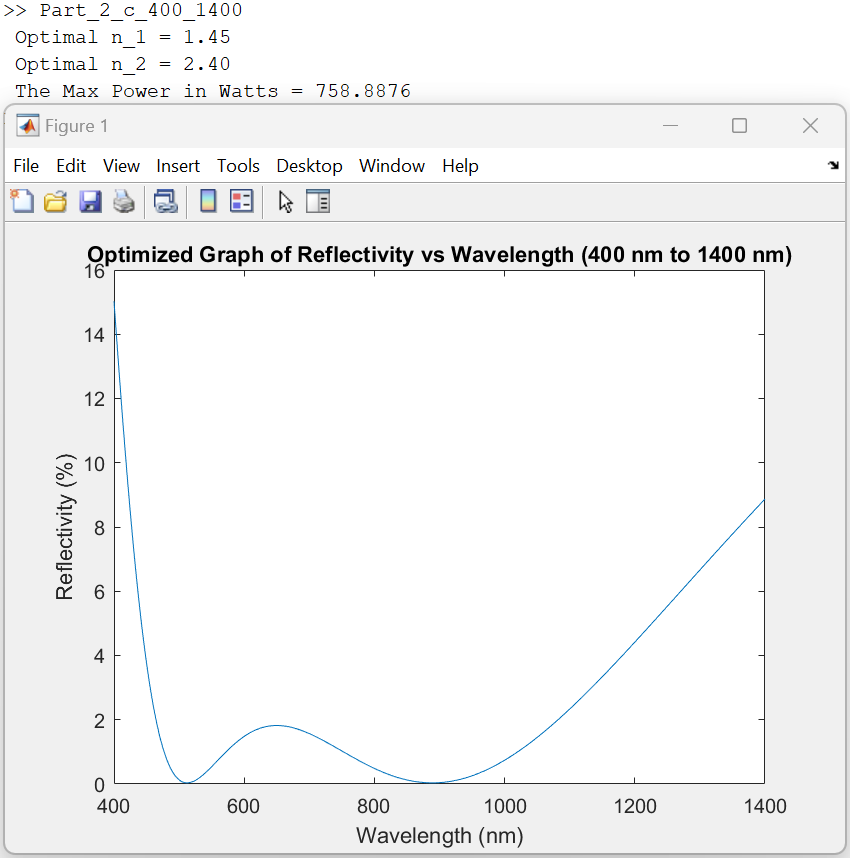 >> Part_2_c_400_1400
Optimal n_1 = 1.45
Optimal n_2 = 2.40
The Max Power in Watts = 758.8876
Figure 1
File Edit View Insert Tools Desktop Window Help
Optimized Graph of Reflectivity vs Wavelength (400 nm to 1400 nm)
16
14
12
10
8
6
4
2
0
Reflectivity (%)
400 600 800 1000 1200 1400
Wavelength (nm)